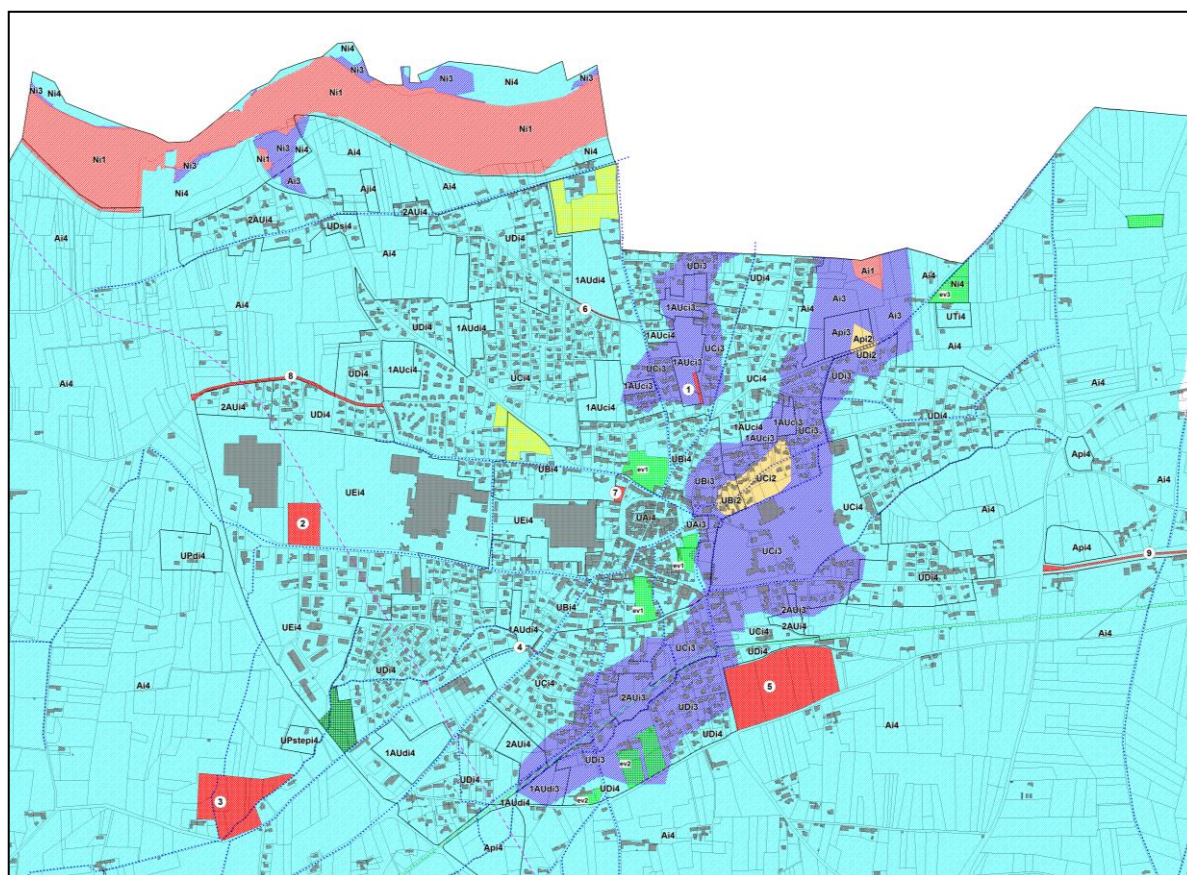 Ni4
Ni3
Ni3
Ni4
Ni3
Ni3
Ni4
Ni1
Ni1
Ni1
Ni3
Ni4
Ni1
Ni3
Ni4
Ai3
Ai4
Aji4
Ai4
Ni4
2AUi4
UDsi4
2AUi4
UDi4
Ai4
Ai4
Ai4
1AUdi4
UDi3
UDi4
Ai4
Ai1
Ai4
Ni4
ev3
UTi4
Ai3
Ai3
Ai4
6
1AUci3
1AUci4
UCi3
Api3
Api2
UDi2
UDi3
UDi4
1AUdi4
UDi4
1AUci4
UCi4
UCi3
1AUci3
1AUci3
1
UCi4
Ai4
Ai4
8
2AUi4
UDi4
1AUci4
1AUci4
1AUci3
UCi3
1AUci3
UDi4
UBi4
UBi4
ev1
UBi3
UCi2
UBi2
Api4
UEi4
UEi4
7
UAi4
UAi3
UCi4
Ai4
2
UPdi4
ev1
UCi3
Api4
9
UDi4
ev1
UBi4
2AUi3
2AUi4
UCi4
Ai4
UEi4
1AUdi4
4
UDi4
UCi3
UDi4
UCi4
Ai4
2AUi3
5
UDi3
Ai4
UPstepi4
1AUdi4
2AUi4
UDi4
UDi3
ev2
UDi4
3
1AUdi3
1AUdi4
ev2
UDi4
Api4
Ai4